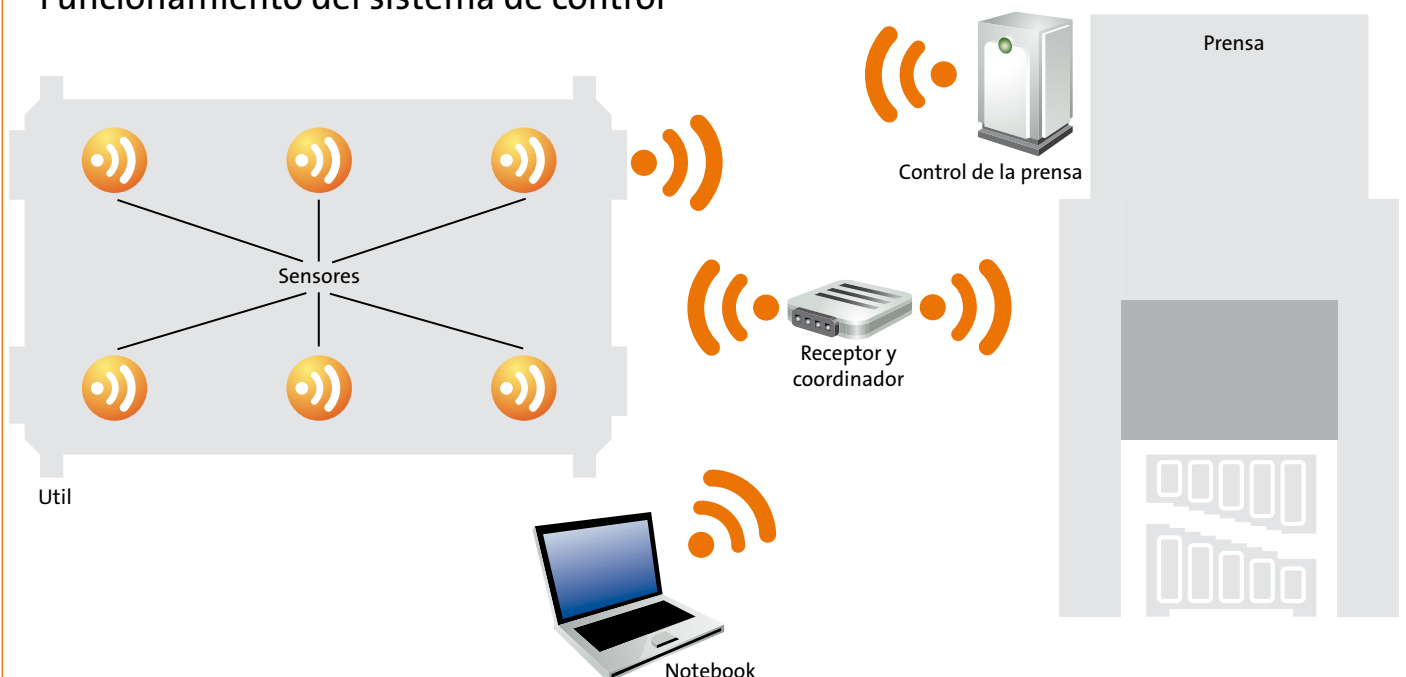 Funcionamiento del sistema de control
Prensa
Control de la prensa
Sensores
Receptor y
coordinador
Util
Notebook